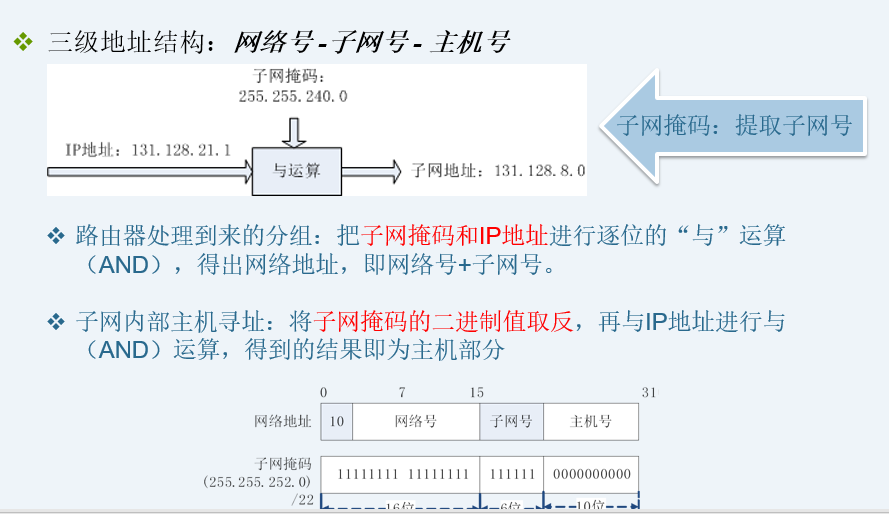 三级地址结构：网络号-子网号- 主机号
子网掩码：
255.255.240.0
IP地址：131.128.21.1
与运算
子网地址：131.128.8.0
子网掩码：提取子网号
路由器处理到来的分组：把子网掩码和IP地址进行逐位的“与”运算
（AND），得出网络地址，即网络号+子网号。
子网内部主机寻址：将子网掩码的二进制值取反，再与IP地址进行与
（AND）运算，得到的结果即为主机部分
0 7 15 31
网络地址 10 网络号 子网号 主机号
子网掩码
(255.255.252.0)
/22
11111111 11111111 111111 0000000000
16位 6位 10位